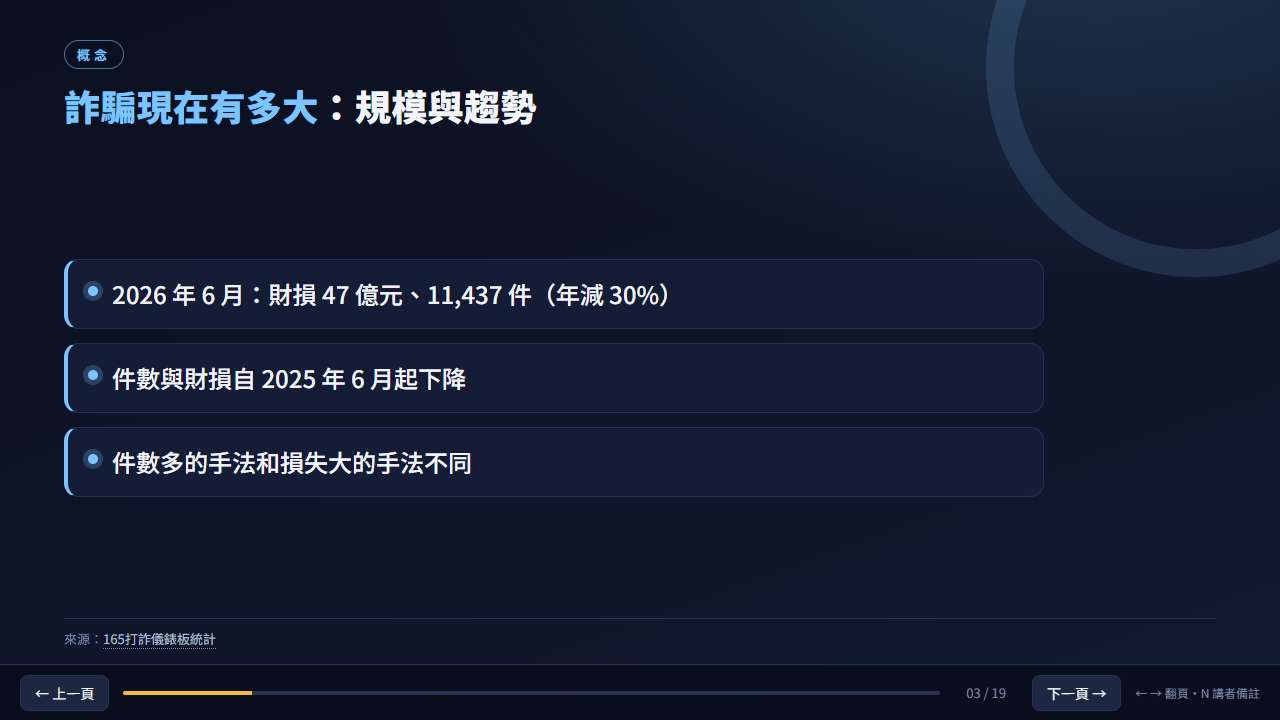 概念
詐騙現在有多大：規模與趨勢
2026 年 6 月：財損 47 億元、11,437 件（年減 30%）
件數與財損自 2025 年 6 月起下降
件數多的手法和損失大的手法不同
來源：165打詐儀錶板統計
← 上一頁
03 / 19
下一頁 →
← → 翻頁・N 講者備註